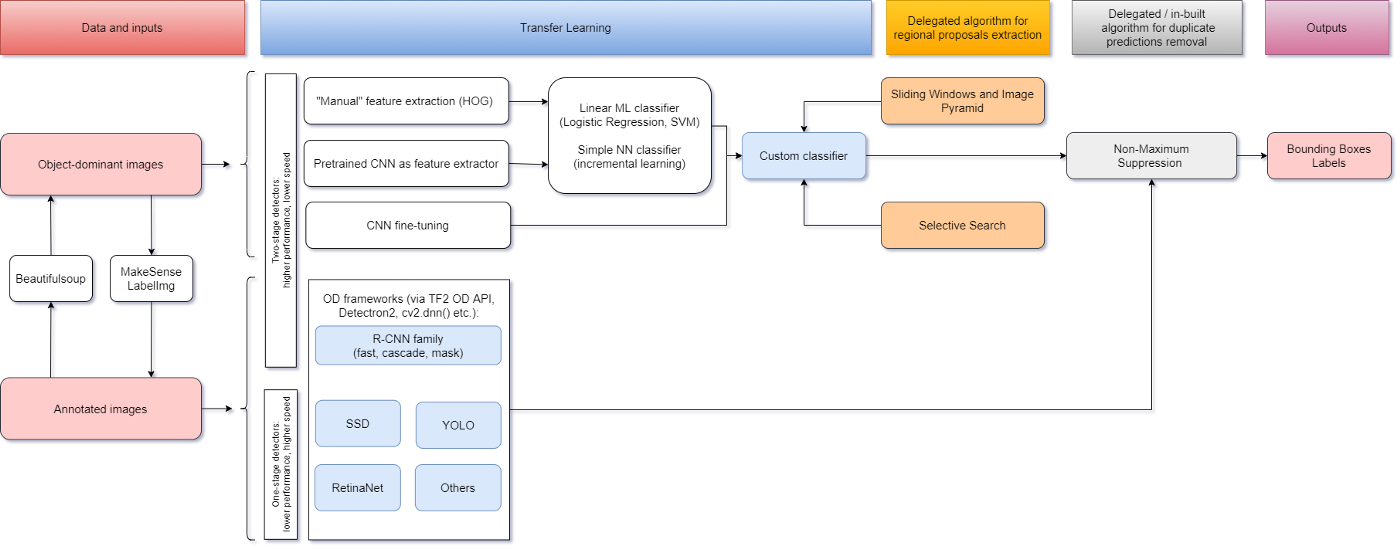 Data and inputs
Transfer Learning
Delegated algorithm for
regional proposals extraction
Delegated / in-built
algorithm for duplicate
predictions removal
Outputs
Object-dominant images
Beautifulsoup
MakeSense
LabelImg
Annotated images
Two-stage detectors:
higher performance, lower speed
One-stage detectors:
lower performance, higher speed
"Manual" feature extraction (HOG)
Pretrained CNN as feature extractor
CNN fine-tuning
Linear ML classifier
(Logistic Regression, SVM)
Simple NN classifier
(incremental learning)
OD frameworks (via TF2 OD API,
Detectron2, cv2.dnn() etc.):
R-CNN family
(fast, cascade, mask)
SSD
YOLO
RetinaNet
Others
Custom classifier
Sliding Windows and Image
Pyramid
Selective Search
Non-Maximum
Suppression
Bounding Boxes
Labels